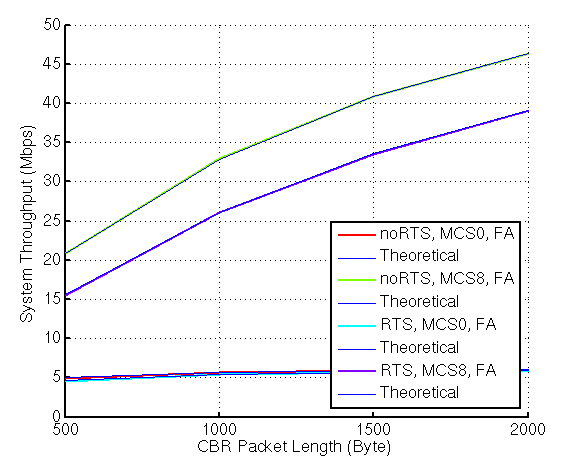 50
45
40
35
30
25
20
15
10
5
0
System Throughput (Mbps)
noRTS, MCS0, FA
Theoretical
noRTS, MCS8, FA
Theoretical
RTS, MCS0, FA
Theoretical
RTS, MCS8, FA
Theoretical
500 1000 1500 2000
CBR Packet Length (Byte)